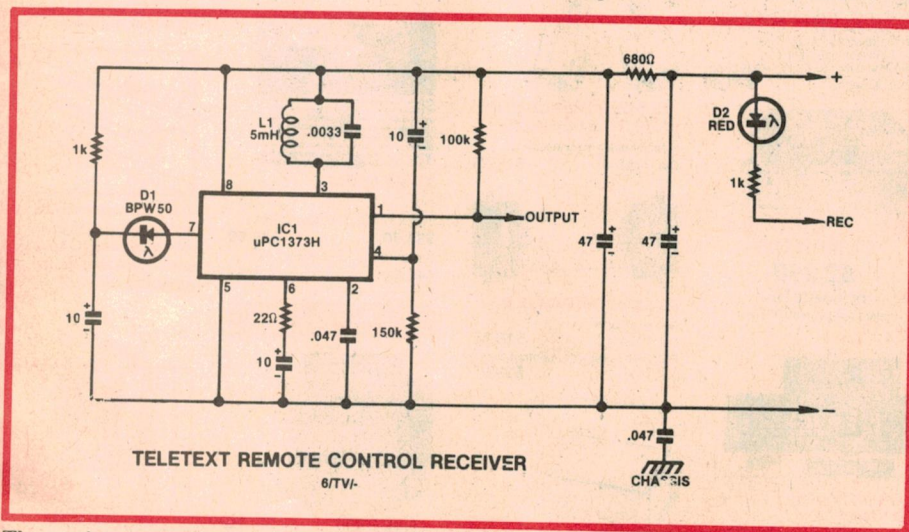 680Ω
+
D2
RED
λ
L1
5mH
.0033
10
+
100k
1k
1k
8
3
D1
BPW50
λ
7
IC1
uPC1373H
1
OUTPUT
REC
+
47
-
+
47
-
4
5
6
2
+
10
-
22Ω
.047
150k
+
10
-
-
.047
TELETEXT REMOTE CONTROL RECEIVER
6/TV/-
CHASSIS